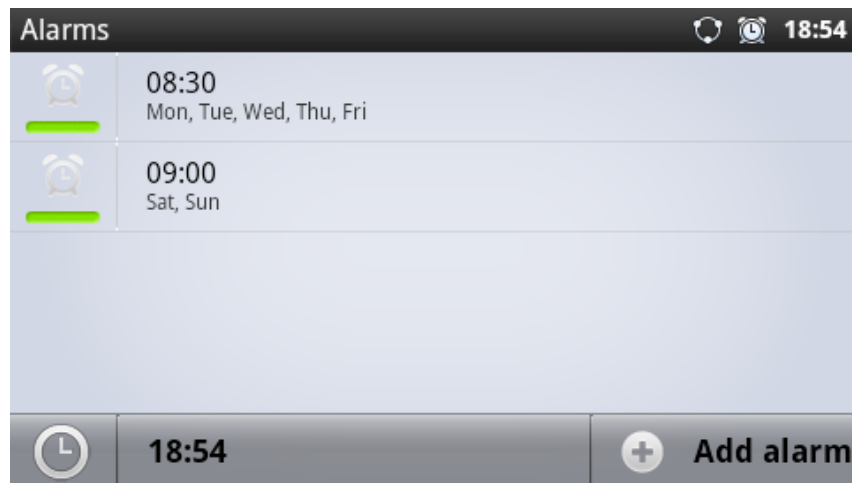 Alarms 18:54
08:30
Mon, Tue, Wed, Thu, Fri
09:00
Sat, Sun
18:54 Add alarm